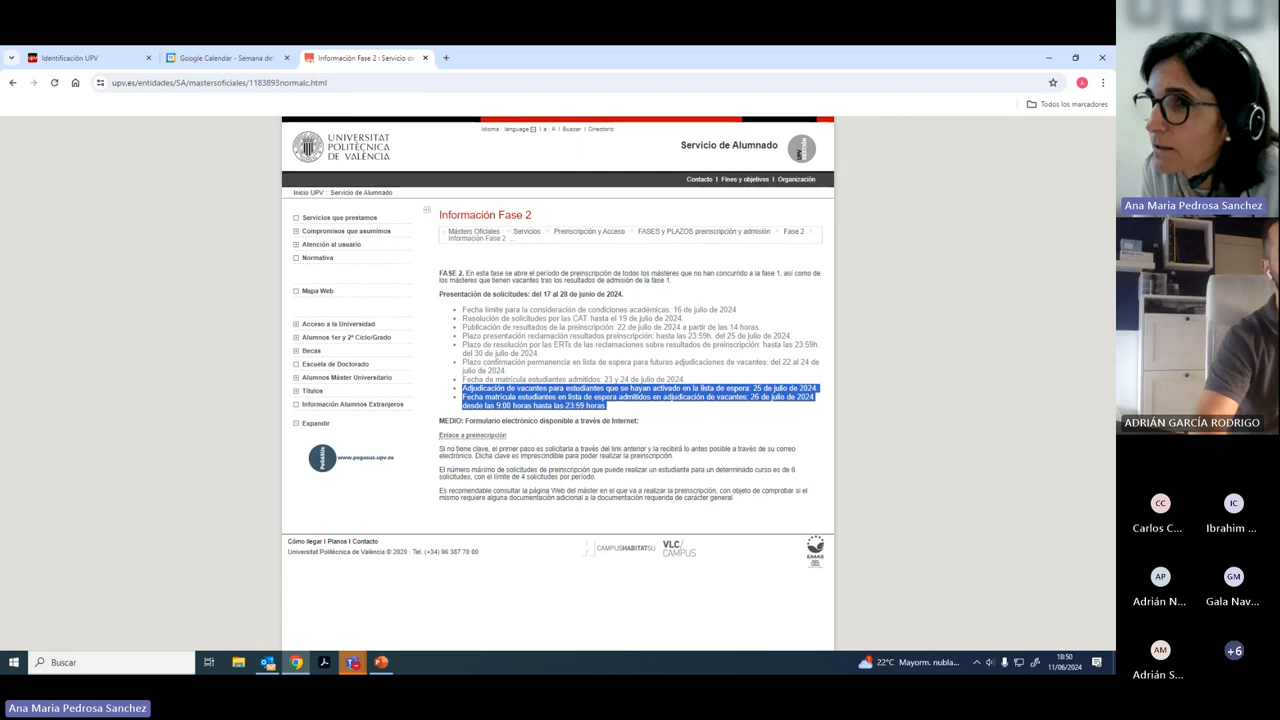 Identificación UPV
Google Calendar - Semana del
Información Fase 2 : Servicio de
upv.es/entidades/SA/mastersoficiales/1183893normalc.html
Todos los marcadores
UNIVERSITAT
POLITÈCNICA
DE VALÈNCIA
Idioma · language I a · A I Buscar I Directorio
Servicio de Alumnado
Contacto I Fines y objetivos I Organización
Inicio UPV :: Servicio de Alumnado
Servicios que prestamos
Compromisos que asumimos
Atención al usuario
Normativa
Mapa Web
Acceso a la Universidad
Alumnos 1er y 2º Ciclo/Grado
Becas
Escuela de Doctorado
Alumnos Máster Universitario
Títulos
Información Alumnos Extranjeros
Expandir
PEGASUS
www.pegasus.upv.es
Información Fase 2
Másters Oficiales Servicios Preinscripción y Acceso FASES y PLAZOS preinscripción y admisión Fase 2
Información Fase 2 ...
FASE 2. En esta fase se abre el período de preinscripción de todos los másteres que no han concurrido a la fase 1, así como de
los másteres que tienen vacantes tras los resultados de admisión de la fase 1.
Presentación de solicitudes: del 17 al 28 de junio de 2024.
Fecha límite para la consideración de condiciones académicas: 16 de julio de 2024.
Resolución de solicitudes por las CAT: hasta el 19 de julio de 2024.
Publicación de resultados de la preinscripción: 22 de julio de 2024 a partir de las 14 horas.
Plazo presentación reclamación resultados preinscripción: hasta las 23:59h. del 25 de julio de 2024.
Plazo de resolución por las ERTs de las reclamaciones sobre resultados de preinscripción: hasta las 23:59h.
del 30 de julio de 2024.
Plazo confirmación permanencia en lista de espera para futuras adjudicaciones de vacantes: del 22 al 24 de
julio de 2024.
Fecha de matrícula estudiantes admitidos: 23 y 24 de julio de 2024.
Adjudicación de vacantes para estudiantes que se hayan activado en la lista de espera: 25 de julio de 2024.
Fecha matrícula estudiantes en lista de espera admitidos en adjudicación de vacantes: 26 de julio de 2024
desde las 9:00 horas hasta las 23:59 horas.
MEDIO: Formulario electrónico disponible a través de Internet:
Enlace a preinscripción
Si no tiene clave, el primer paso es solicitarla a través del link anterior y la recibirá lo antes posible a través de su correo
electrónico. Dicha clave es imprescindible para poder realizar la preinscripción.
El número máximo de solicitudes de preinscripción que puede realizar un estudiante para un determinado curso es de 6
solicitudes, con el límite de 4 solicitudes por período.
Es recomendable consultar la página Web del máster en el que va a realizar la preinscripción, con objeto de comprobar si el
mismo requiere alguna documentación adicional a la documentación requerida de carácter general.
Cómo llegar I Planos I Contacto
Universitat Politècnica de València © 2020 · Tel. (+34) 96 387 70 00
CAMPUSHABITAT5U
VLC/
CAMPUS
EMAS
Buscar
22°C Mayorm. nubla...
18:50
11/06/2024
Ana Maria Pedrosa Sanchez
Ana Maria Pedrosa Sanchez
ADRIÁN GARCÍA RODRIGO
CC
IC
Carlos C...
Ibrahim ...
AP
GM
Adrián N...
Gala Nav...
AM
+6
Adrián S...